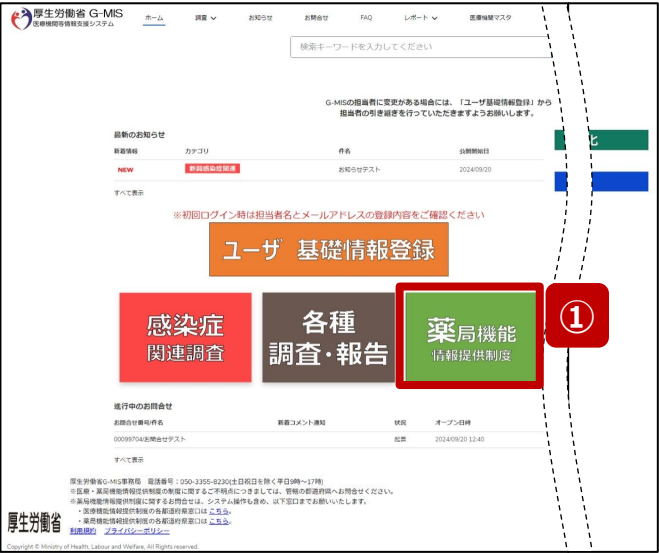 厚生労働省 G-MIS
医療機関等情報支援システム
ホーム 調査 お知らせ お問合せ FAQ レポート 医療機関マスタ
検索キーワードを入力してください
G-MISの担当者に変更がある場合には、「ユーザ基礎情報登録」から
担当者の引き継ぎを行っていただきますようお願いします。
最新のお知らせ
新着情報 カテゴリ 件名 公開開始日
NEW 新興感染症関連 お知らせテスト 2024/09/20
すべて表示
※初回ログイン時は担当者名とメールアドレスの登録内容をご確認ください
ユーザ 基礎情報登録
感染症
関連調査
各種
調査・報告
薬局機能
情報提供制度
①
進行中のお問合せ
お問合せ番号/件名 新着コメント通知 状況 オープン日時
00099704/お問合せテスト 起票 2024/09/20 12:40
すべて表示
厚生労働省G-MIS事務局 電話番号：050-3355-8230(土日祝日を除く平日9時～17時)
※医療・薬局機能情報提供制度の制度に関するご不明点につきましては、管轄の都道府県へお問合せください。
※薬局機能情報提供制度に関するお問合せは、システム操作も含め、以下窓口までお願いいたします。
・医療機能情報提供制度の各都道府県窓口は こちら。
・薬局機能情報提供制度の各都道府県窓口は こちら。
厚生労働省
利用規約 プライバシーポリシー
Copyright © Ministry of Health, Labour and Welfare, All Rights reserved.